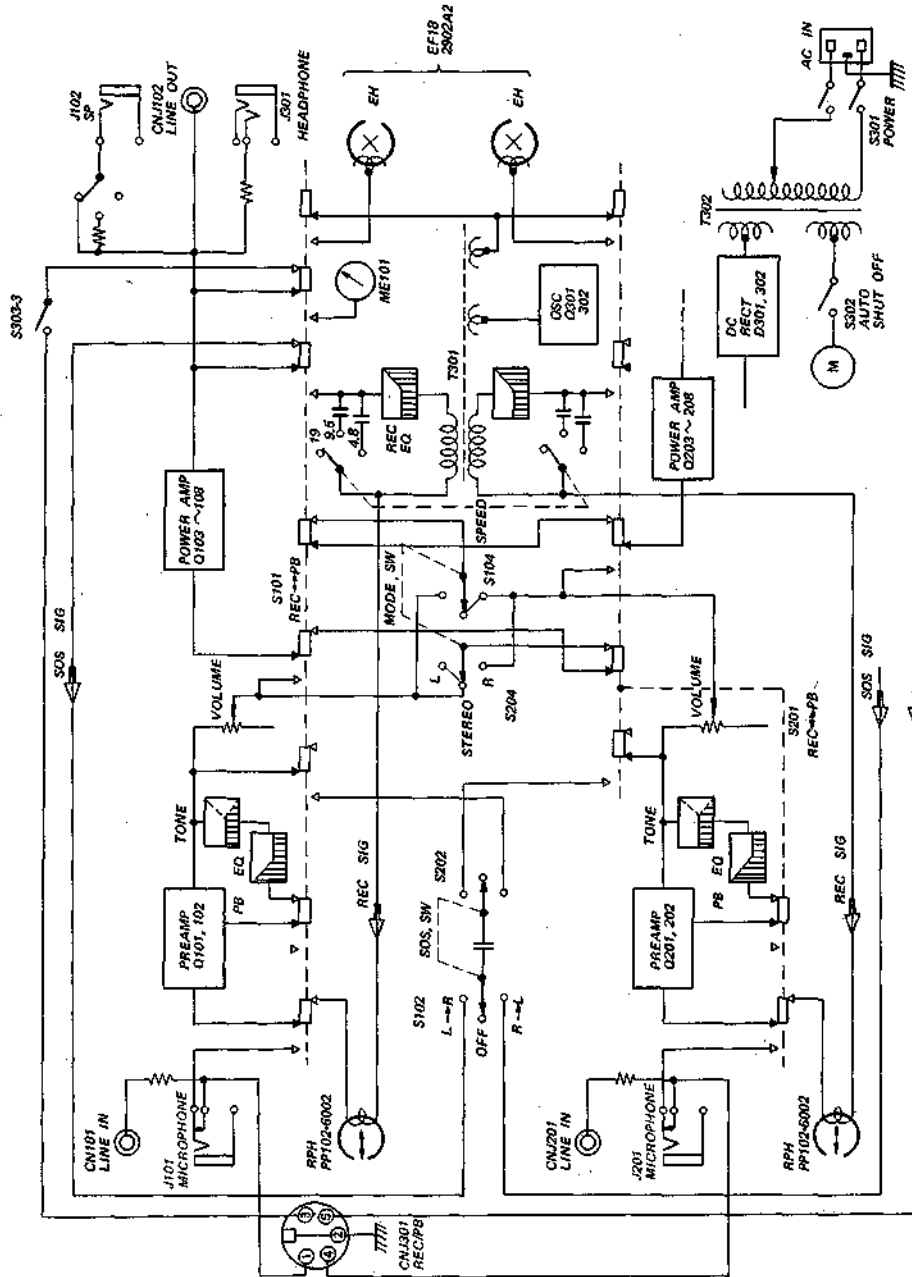 S303-3
J102
SP
CNJ102
LINE OUT
J301
HEADPHONE
EH
EH
EF18
2902A2
AC IN
S301
POWER
T302
DC
RECT
D301, 302
S302
AUTO
SHUT OFF
M
ME101
OSC
Q301
302
T301
REC
EQ
19
9.5
4.8
POWER AMP
Q103 ~ 108
POWER AMP
Q203 ~ 208
SOS SIG
S101
REC↔PB
SPEED
MODE, SW
S104
L
R
STEREO
S204
VOLUME
VOLUME
S201
REC↔PB
SOS SIG
TONE
EQ
PB
PREAMP
Q101, 102
REC SIG
S202
SOS, SW
S102
L→R
OFF
R→L
TONE
EQ
PB
PREAMP
Q201, 202
REC SIG
CN101
LINE IN
J101
MICROPHONE
RPH
PP102-6002
CNJ201
LINE IN
J201
MICROPHONE
RPH
PP102-6002
1
2
3
4
5
CNJ301
REC/PB